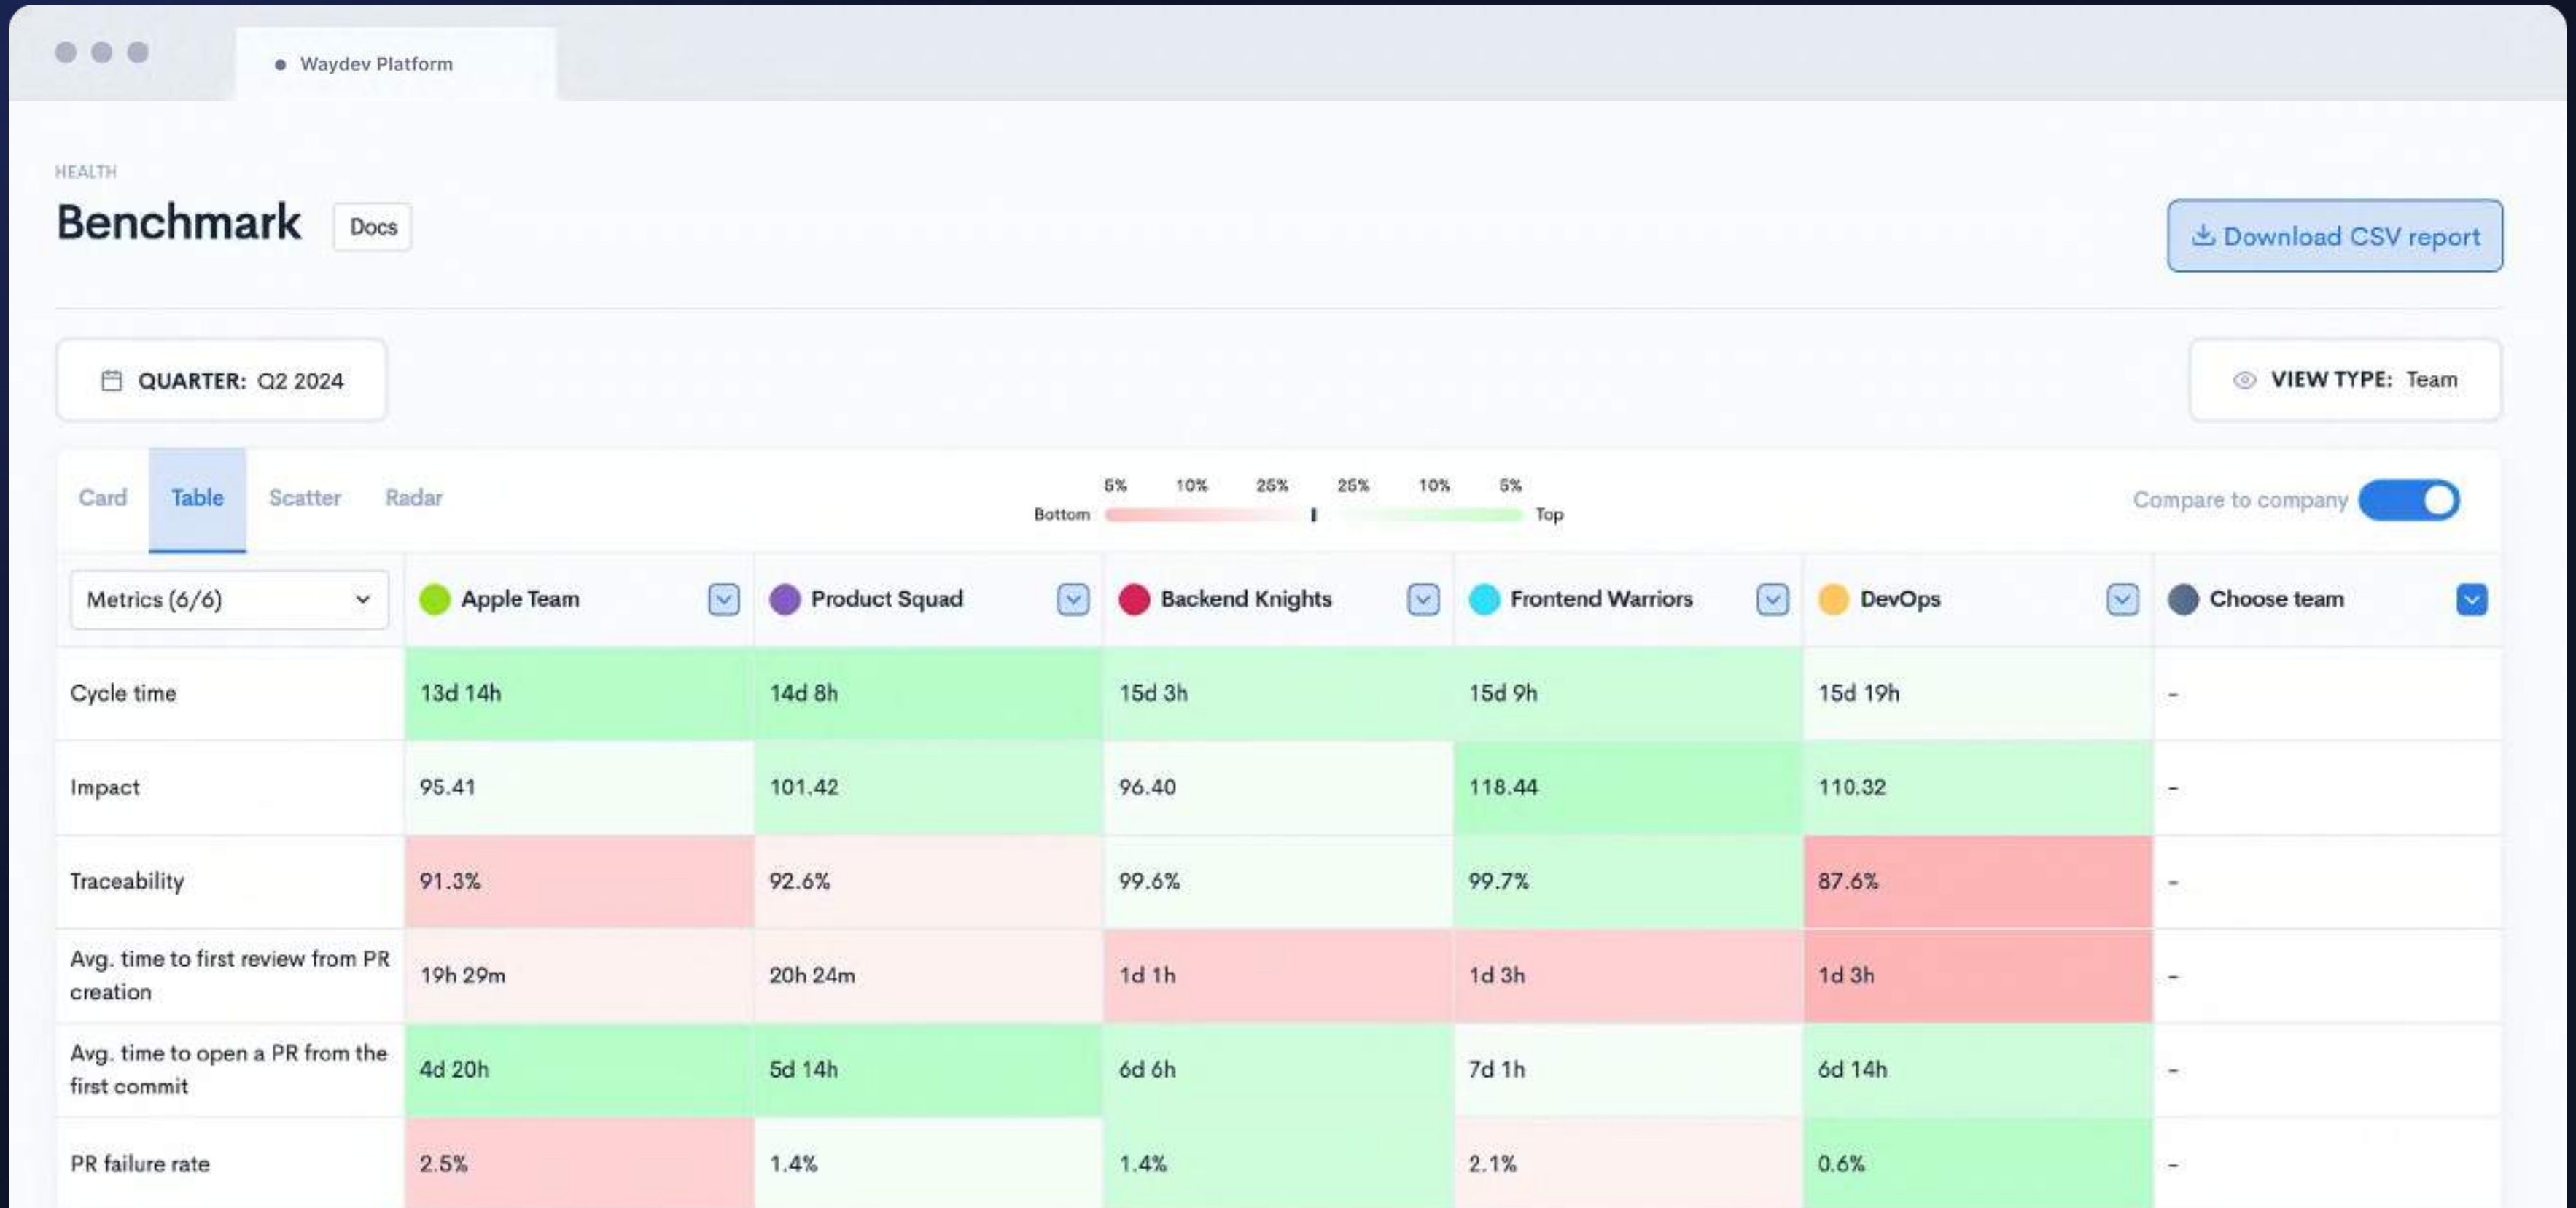 Waydev Platform
HEALTH
Benchmark Docs
Download CSV report
QUARTER: Q2 2024
VIEW TYPE: Team
Card Table Scatter Radar
5% 10% 25% 25% 10% 5%
Bottom Top
Compare to company
Metrics (6/6) Apple Team Product Squad Backend Knights Frontend Warriors DevOps Choose team
Cycle time 13d 14h 14d 8h 15d 3h 15d 9h 15d 19h -
Impact 95.41 101.42 96.40 118.44 110.32 -
Traceability 91.3% 92.6% 99.6% 99.7% 87.6% -
Avg. time to first review from PR
creation
19h 29m 20h 24m 1d 1h 1d 3h 1d 3h -
Avg. time to open a PR from the
first commit
4d 20h 5d 14h 6d 6h 7d 1h 6d 14h -
PR failure rate 2.5% 1.4% 1.4% 2.1% 0.6% -